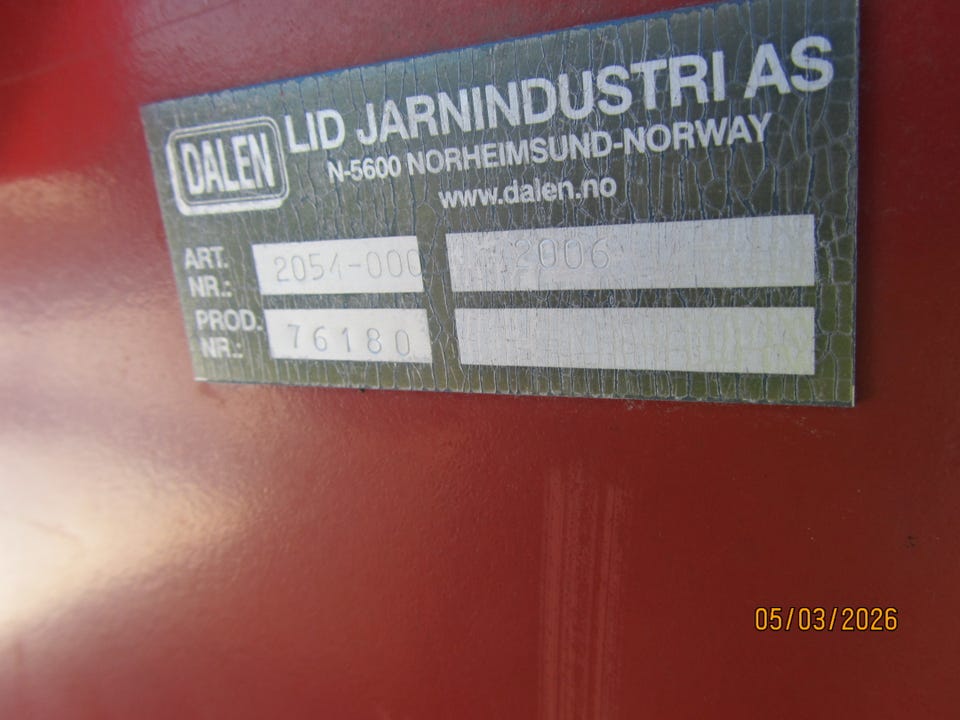 DALEN
LID JARNINDUSTRI AS
N-5600 NORHEIMSUND-NORWAY
www.dalen.no
ART. NR.: 2054-000 2006
PROD. NR.: 76180
05/03/2026